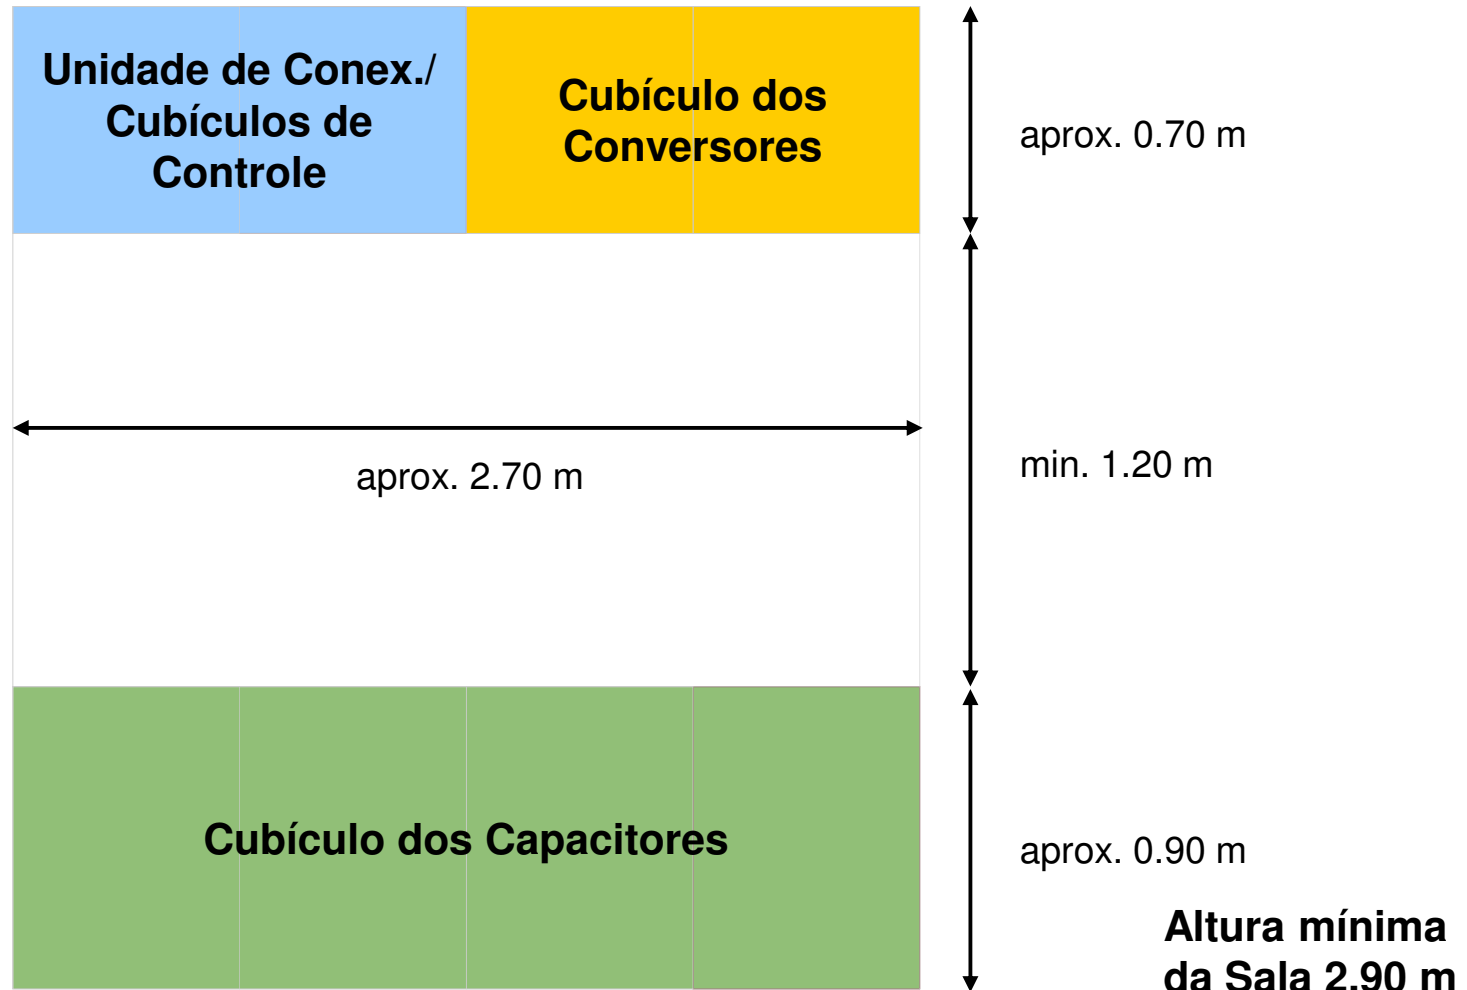 Unidade de Conex./
Cubículos de
Controle
Cubículo dos
Conversores
aprox. 0.70 m
aprox. 2.70 m
min. 1.20 m
Cubículo dos Capacitores
aprox. 0.90 m
Altura mínima
da Sala 2.90 m